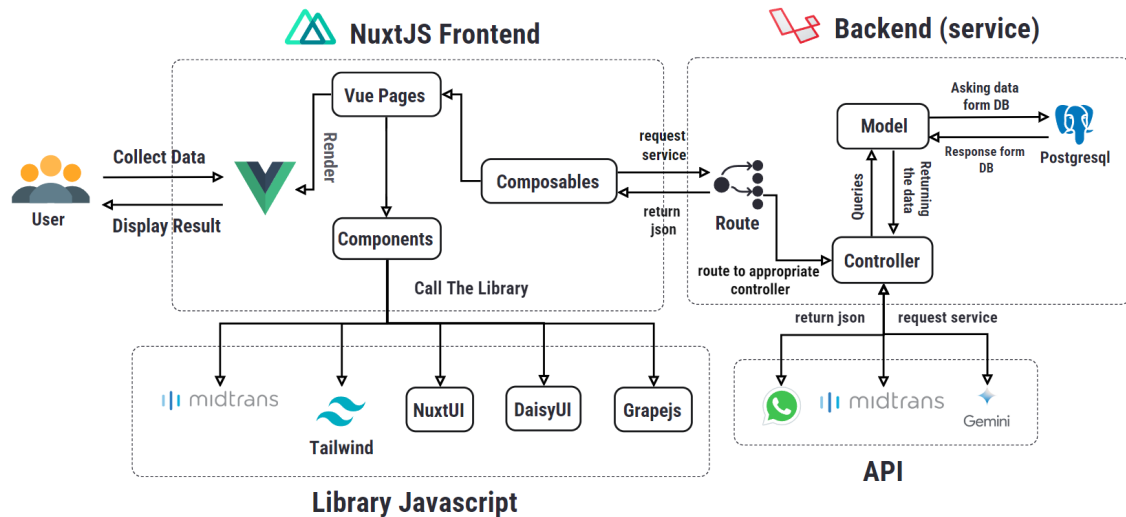 NuxtJS Frontend
Backend (service)
Vue Pages
Render
Collect Data
Display Result
User
Composables
Components
Call The Library
request
service
return
json
Route
route to appropriate
controller
Model
Asking data
form DB
Response form
DB
Postgresql
Queries
Returning
the data
Controller
return json
request service
midtrans
Tailwind
NuxtUI
DaisyUI
Grapejs
Library Javascript
midtrans
Gemini
API